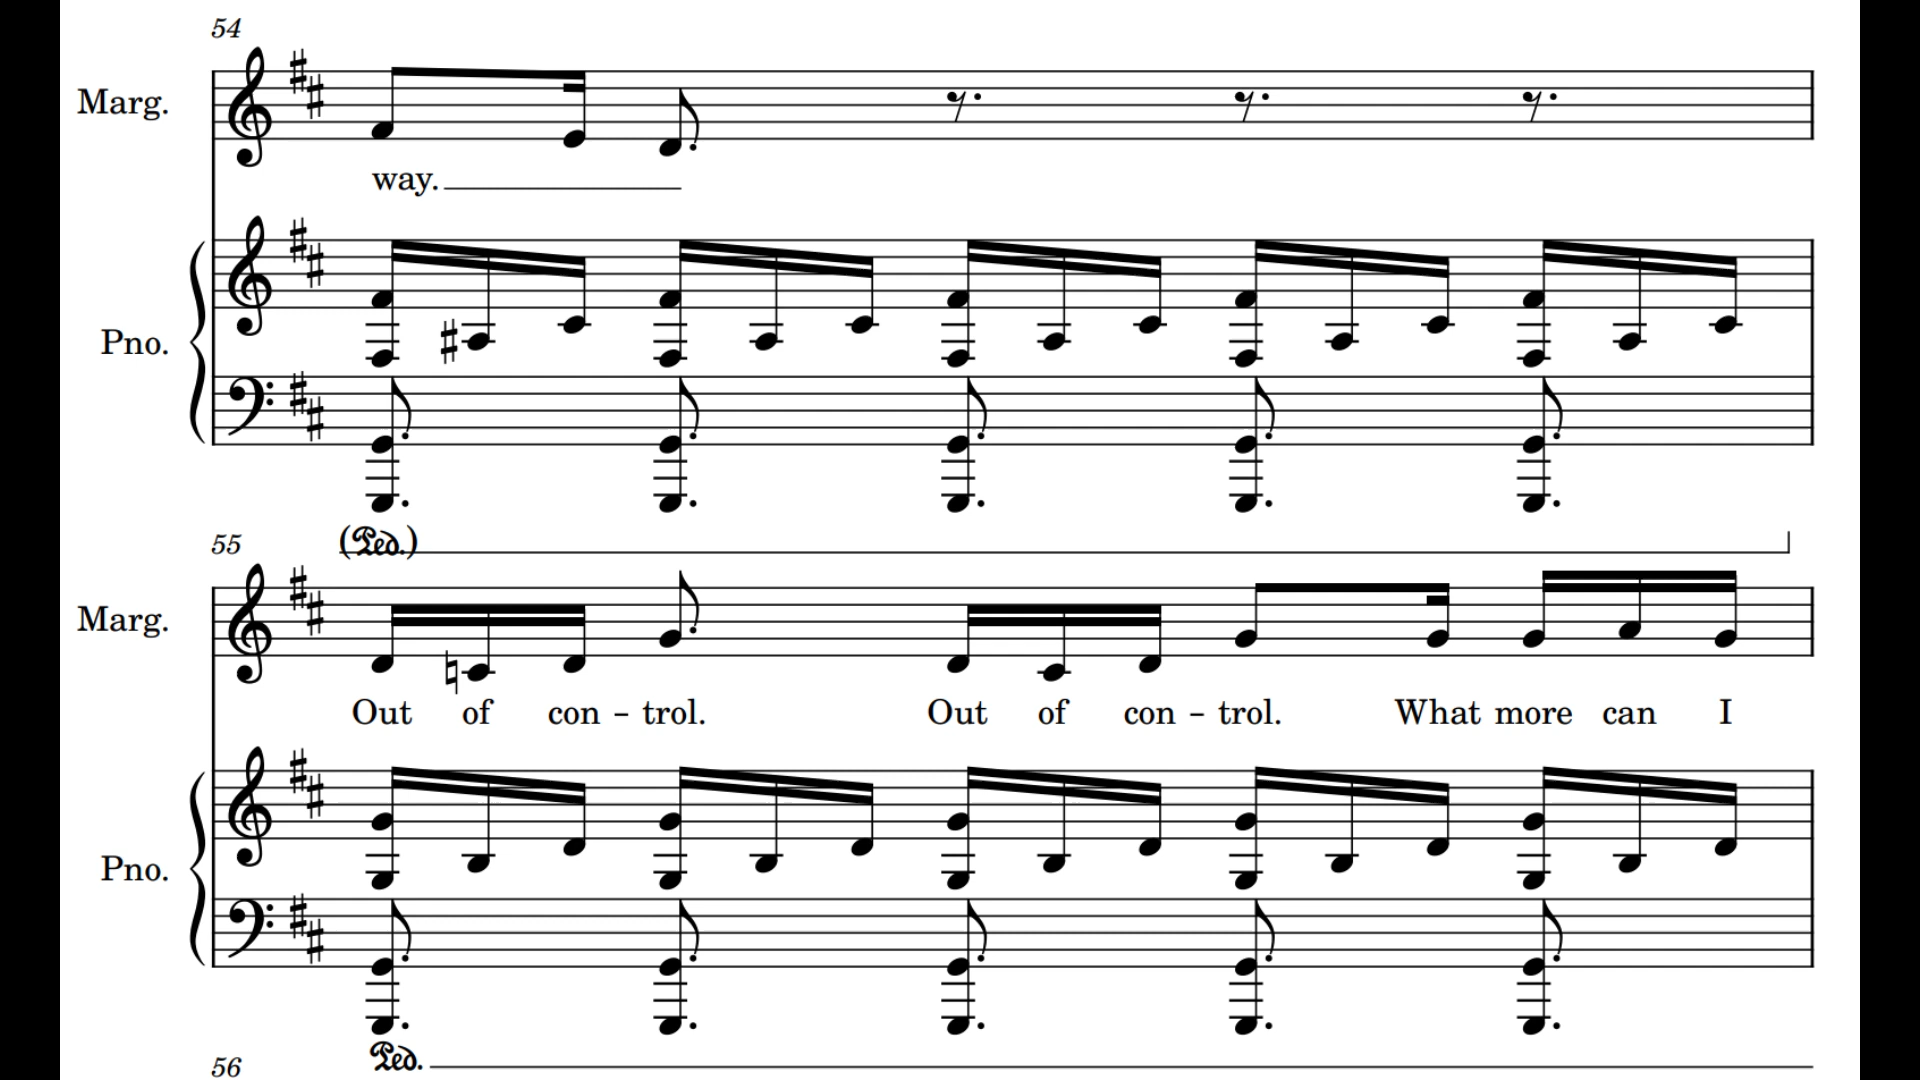 54
Marg.
way.
Pno.
(Ped.)
55
Marg.
Out of con - trol. Out of con - trol. What more can I
Pno.
Ped.
56